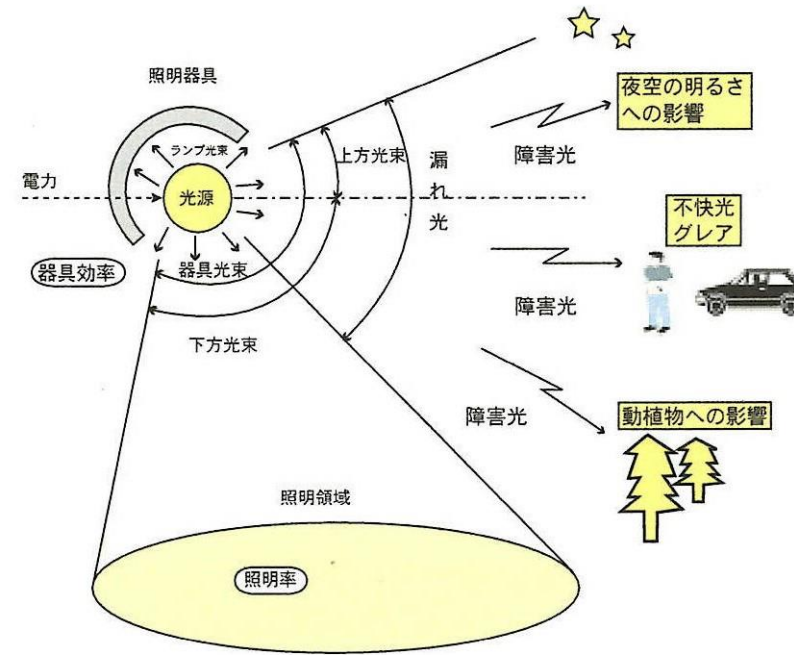 照明器具
夜空の明るさ
への影響
ランプ光束
上方光束
漏れ光
障害光
電力
光源
不快光
グレア
器具効率
器具光束
障害光
下方光束
障害光
動植物への影響
照明領域
照明率